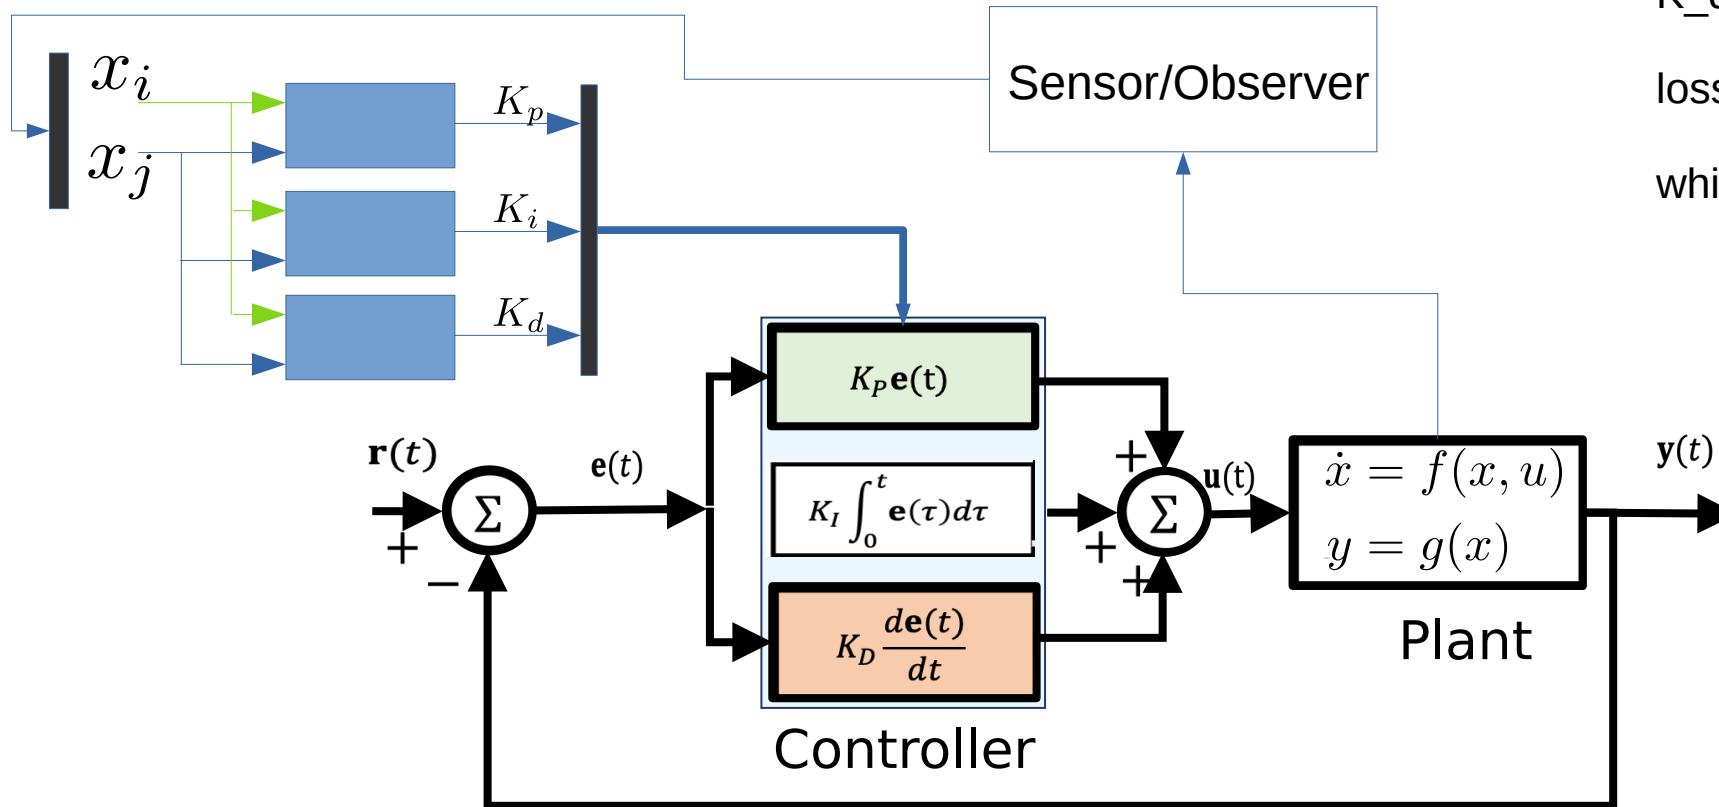 Sensor/Observer
x_i
x_j
K_p
K_i
K_d
loss
whi
K_P e(t)
r(t)
e(t)
K_I ∫_0^t e(τ)dτ
K_D de(t)/dt
u(t)
ẋ = f(x, u)
y = g(x)
y(t)
+
−
+
+
+
Σ
Σ
Plant
Controller